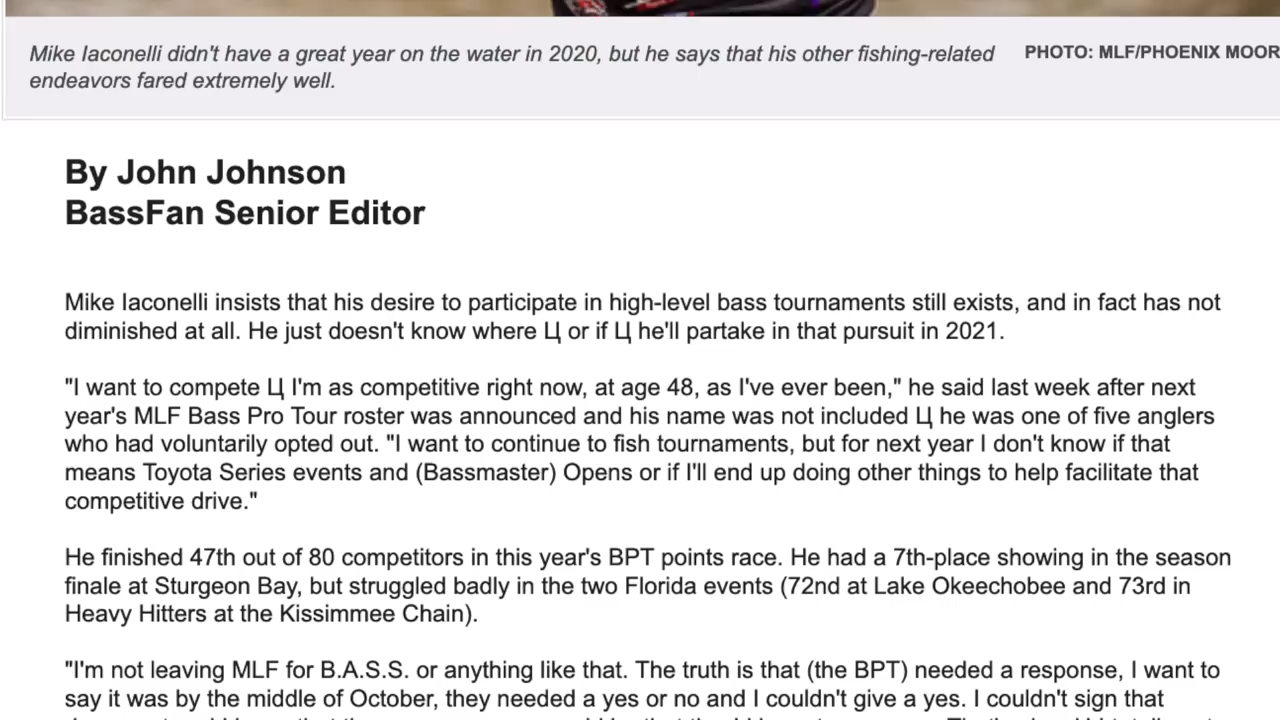 Mike Iaconelli didn't have a great year on the water in 2020, but he says that his other fishing-related
endeavors fared extremely well.
PHOTO: MLF/PHOENIX MOOR
By John Johnson
BassFan Senior Editor
Mike Iaconelli insists that his desire to participate in high-level bass tournaments still exists, and in fact has not
diminished at all. He just doesn't know where Ц or if Ц he'll partake in that pursuit in 2021.
"I want to compete Ц I'm as competitive right now, at age 48, as I've ever been," he said last week after next
year's MLF Bass Pro Tour roster was announced and his name was not included Ц he was one of five anglers
who had voluntarily opted out. "I want to continue to fish tournaments, but for next year I don't know if that
means Toyota Series events and (Bassmaster) Opens or if I'll end up doing other things to help facilitate that
competitive drive."
He finished 47th out of 80 competitors in this year's BPT points race. He had a 7th-place showing in the season
finale at Sturgeon Bay, but struggled badly in the two Florida events (72nd at Lake Okeechobee and 73rd in
Heavy Hitters at the Kissimmee Chain).
"I'm not leaving MLF for B.A.S.S. or anything like that. The truth is that (the BPT) needed a response, I want to
say it was by the middle of October, they needed a yes or no and I couldn't give a yes. I couldn't sign that